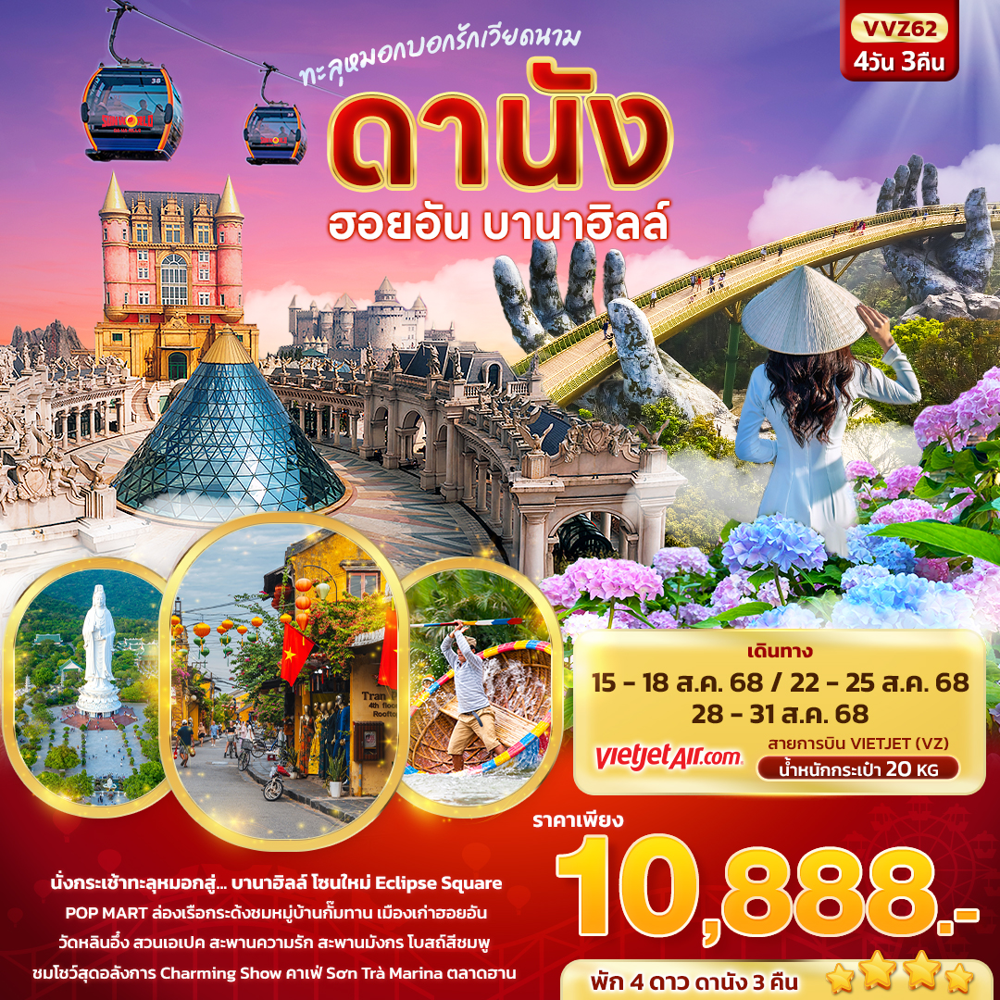 VVZ62
4วัน 3คืน
ทะลุหมอกบอกรักเวียดนาม
ดานัง
ฮอยอัน บานาฮิลล์
38
SUNWORLD
Tran
4th floor
Rooftop
เดินทาง
15 - 18 ส.ค. 68 / 22 - 25 ส.ค. 68
28 - 31 ส.ค. 68
สายการบิน VIETJET (VZ)
vietjetAir.com
น้ำหนักกระเป๋า 20 KG
ราคาเพียง
10,888.-
นั่งกระเช้าทะลุหมอกสู่... บานาฮิลล์ โซนใหม่ Eclipse Square
POP MART ล่องเรือกระด้งชมหมู่บ้านกั๊มทาน เมืองเก่าฮอยอัน
วัดหลินอึ๋ง สวนเอเปค สะพานความรัก สะพานมังกร โบสถ์สีชมพู
ชมโชว์สุดอลังการ Charming Show คาเฟ่ Sơn Trà Marina ตลาดฮาน
พัก 4 ดาว ดานัง 3 คืน